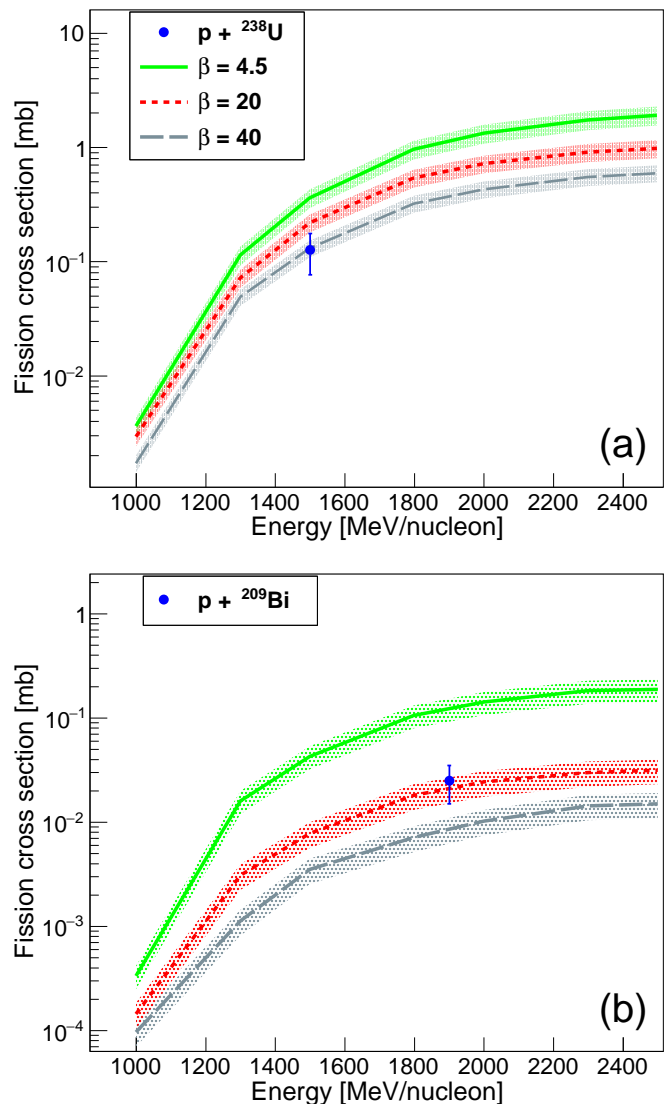 Fission cross section [mb]
10
1
10⁻¹
10⁻²
p + ²³⁸U
β = 4.5
β = 20
β = 40
(a)
1000 1200 1400 1600 1800 2000 2200 2400
Energy [MeV/nucleon]
Fission cross section [mb]
1
10⁻¹
10⁻²
10⁻³
10⁻⁴
p + ²⁰⁹Bi
(b)
1000 1200 1400 1600 1800 2000 2200 2400
Energy [MeV/nucleon]